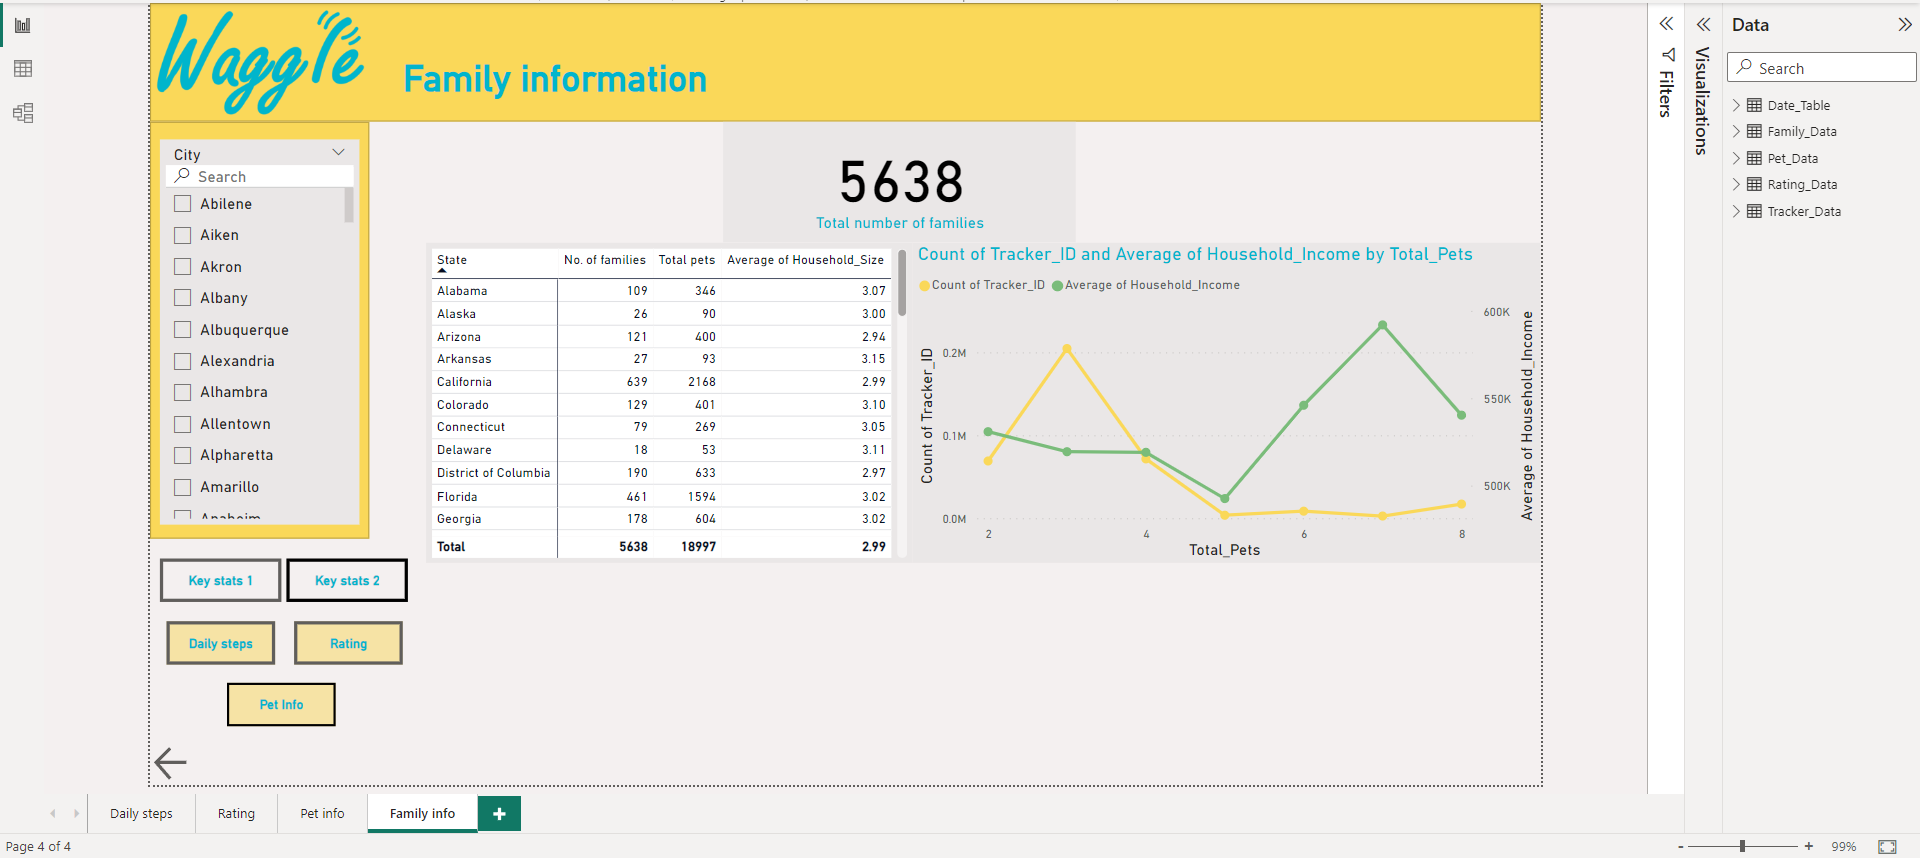 Waggle
Family information
City
Search
Abilene
Aiken
Akron
Albany
Albuquerque
Alexandria
Alhambra
Allentown
Alpharetta
Amarillo
Anaheim
5638
Total number of families
State No. of families Total pets Average of Household_Size
Alabama 109 346 3.07
Alaska 26 90 3.00
Arizona 121 400 2.94
Arkansas 27 93 3.15
California 639 2168 2.99
Colorado 129 401 3.10
Connecticut 79 269 3.05
Delaware 18 53 3.11
District of Columbia 190 633 2.97
Florida 461 1594 3.02
Georgia 178 604 3.02
Total 5638 18997 2.99
Count of Tracker_ID and Average of Household_Income by Total_Pets
Count of Tracker_ID Average of Household_Income
Count of Tracker_ID
0.2M
0.1M
0.0M
600K
550K
500K
Average of Household_Income
2 4 6 8
Total_Pets
Key stats 1
Key stats 2
Daily steps
Rating
Pet Info
Filters
Visualizations
Data
Search
Date_Table
Family_Data
Pet_Data
Rating_Data
Tracker_Data
Daily steps
Rating
Pet info
Family info
+
Page 4 of 4
- + 99%